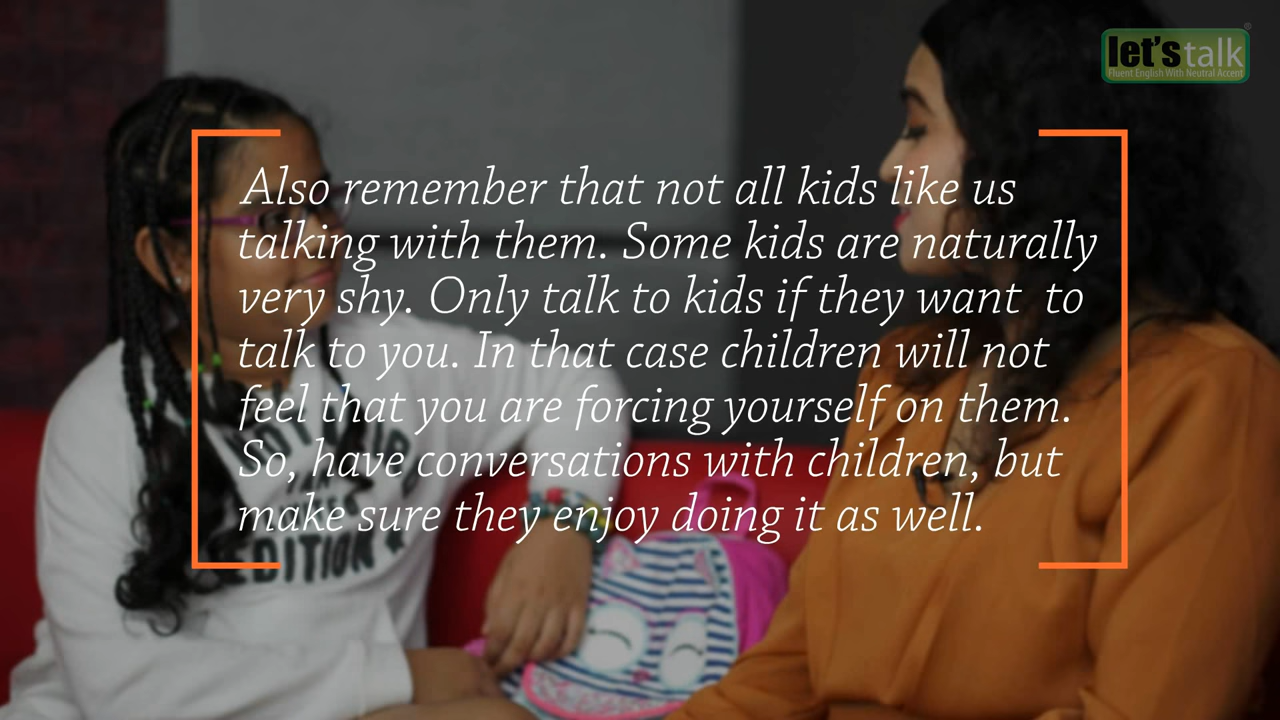 let's talk
Fluent English With Neutral Accent
Also remember that not all kids like us
talking with them. Some kids are naturally
very shy. Only talk to kids if they want  to
talk to you. In that case children will not
feel that you are forcing yourself on them.
So, have conversations with children, but
make sure they enjoy doing it as well.
EDITION